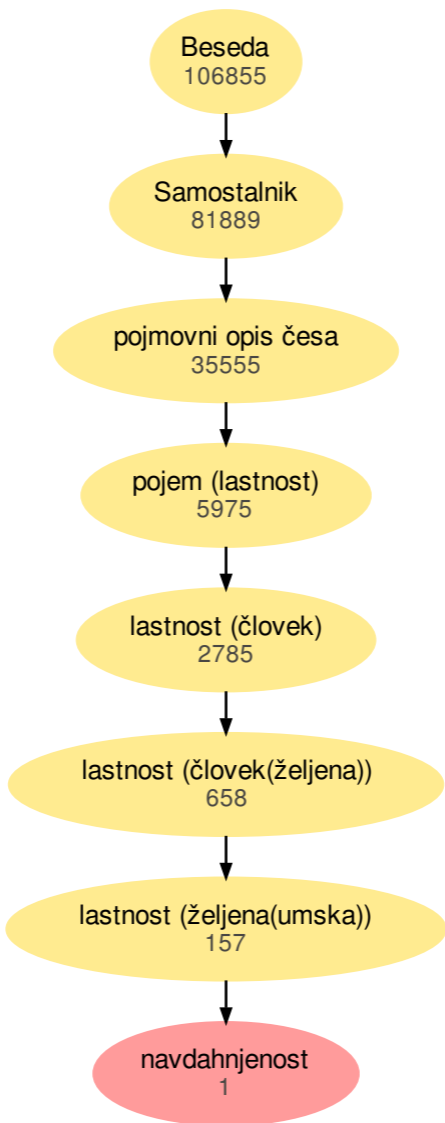 Beseda
106855
Samostalnik
81889
pojmovni opis česa
35555
pojem (lastnost)
5975
lastnost (človek)
2785
lastnost (človek(željena))
658
lastnost (željena(umska))
157
navdahnjenost
1